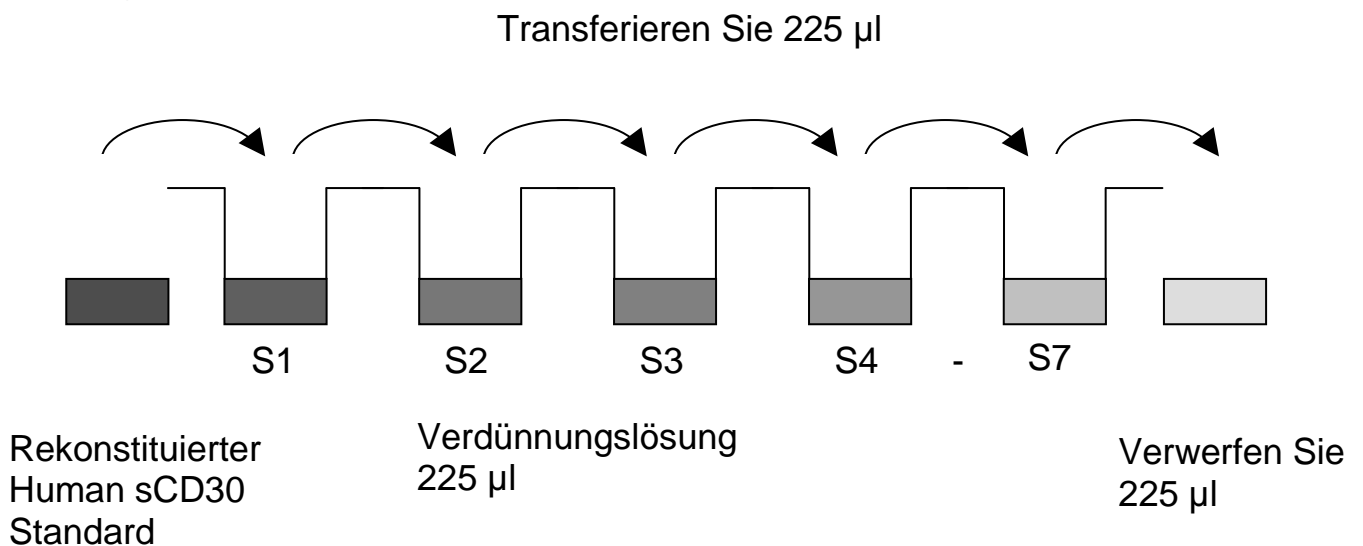 Transferieren Sie 225 µl
S1 S2 S3 S4 - S7
Rekonstituierter
Human sCD30
Standard
Verdünnungslösung
225 µl
Verwerfen Sie
225 µl